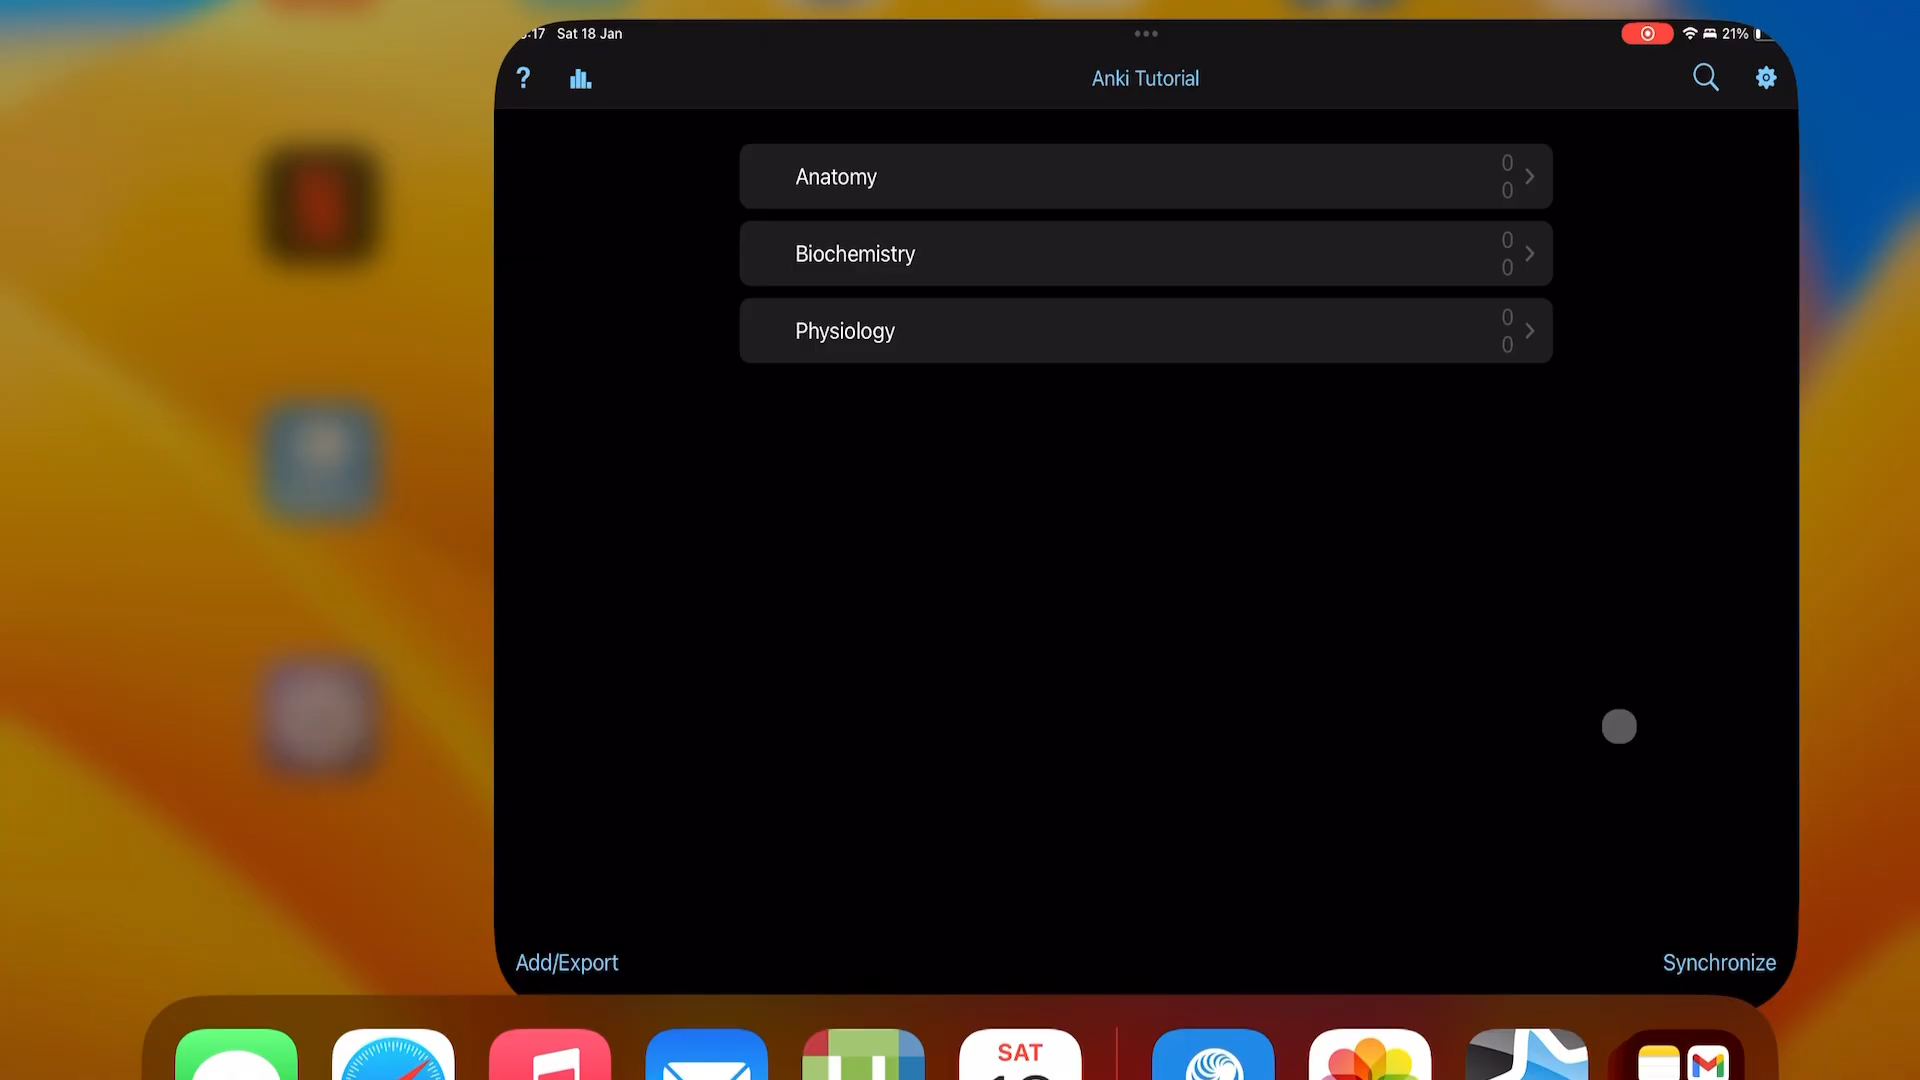 :17 Sat 18 Jan
21%
?
Anki Tutorial
Anatomy
0
0
Biochemistry
0
0
Physiology
0
0
Add/Export
Synchronize
SAT